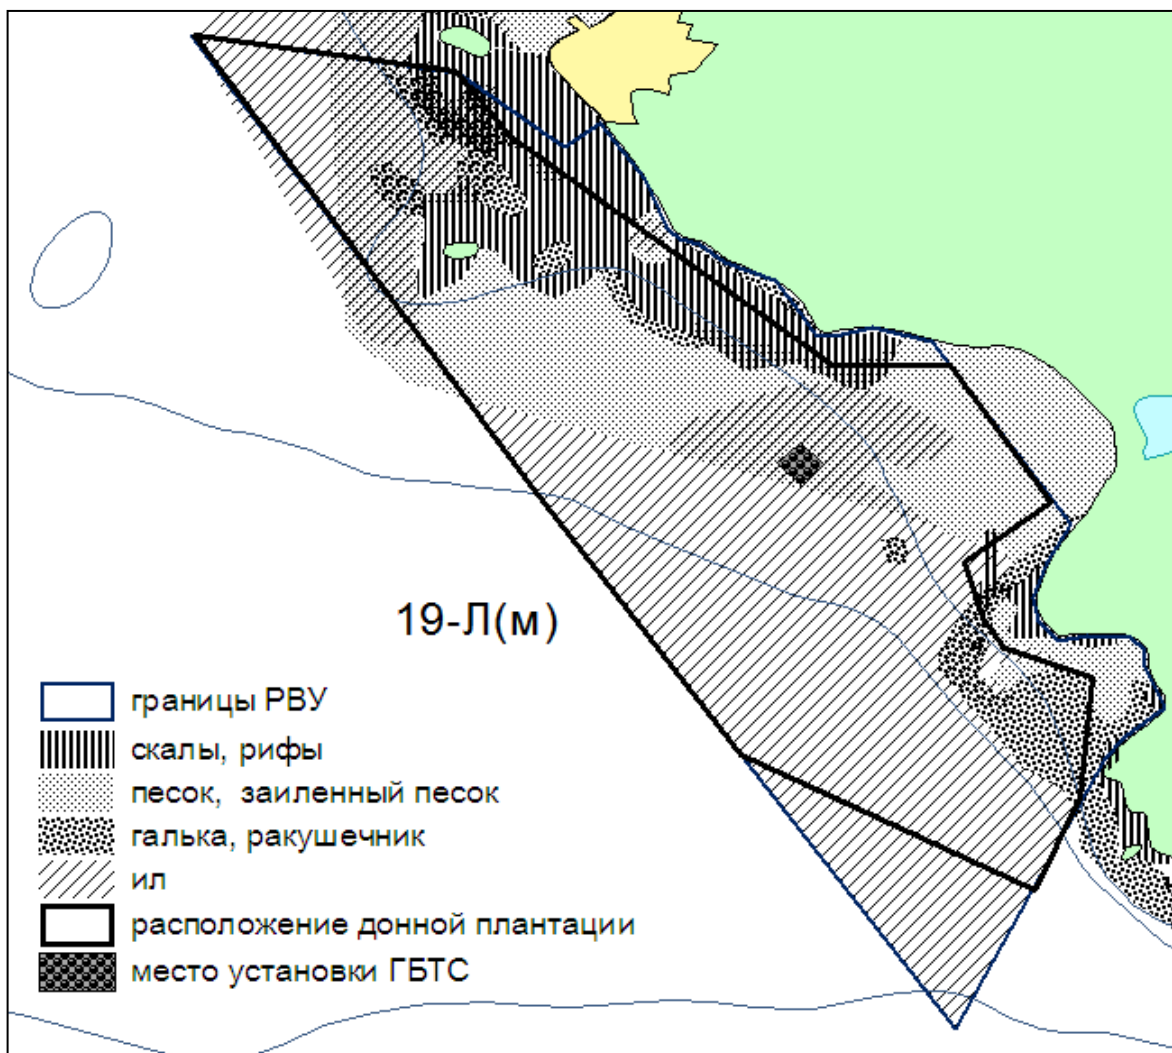 19-Л(м)
границы РВУ
скалы, рифы
песок, заиленный песок
галька, ракушечник
ил
расположение донной плантации
место установки ГБТС